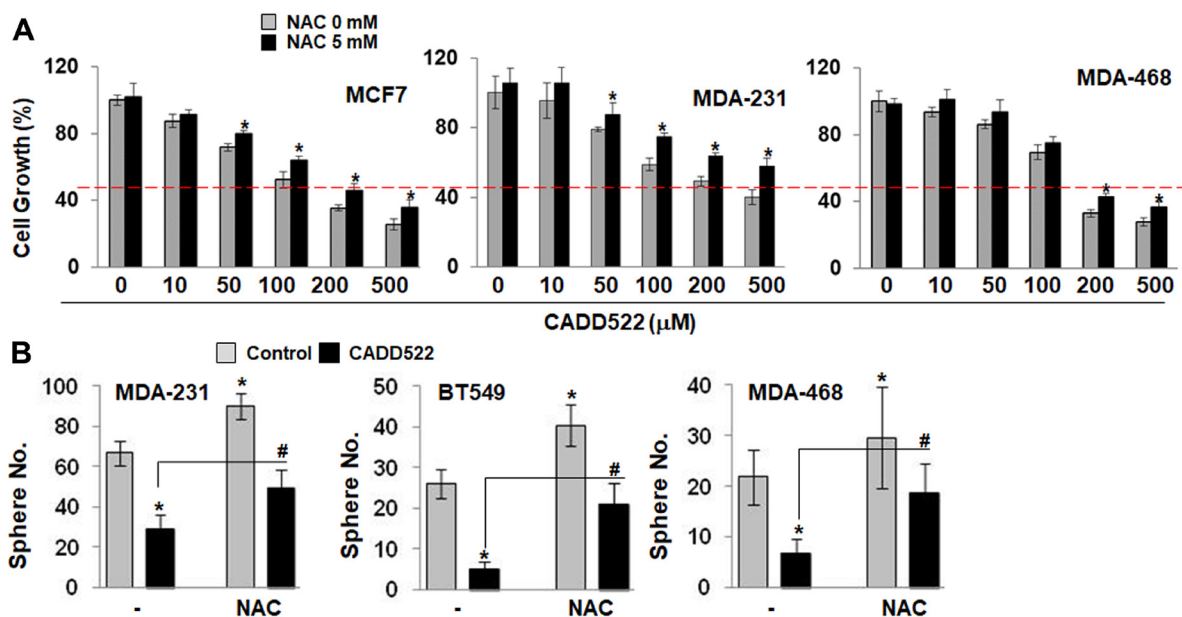 A
NAC 0 mM
NAC 5 mM
120
80
40
0
Cell Growth (%)
MCF7
*
*
*
*
0 10 50 100 200 500
120
80
40
0
MDA-231
*
*
*
*
0 10 50 100 200 500
120
80
40
0
MDA-468
*
*
0 10 50 100 200 500
CADD522 (μM)
B
Control CADD522
100
80
60
40
20
0
Sphere No.
MDA-231
*
*
#
- NAC
50
40
30
20
10
0
Sphere No.
BT549
*
*
#
- NAC
40
30
20
10
0
Sphere No.
MDA-468
*
*
#
- NAC